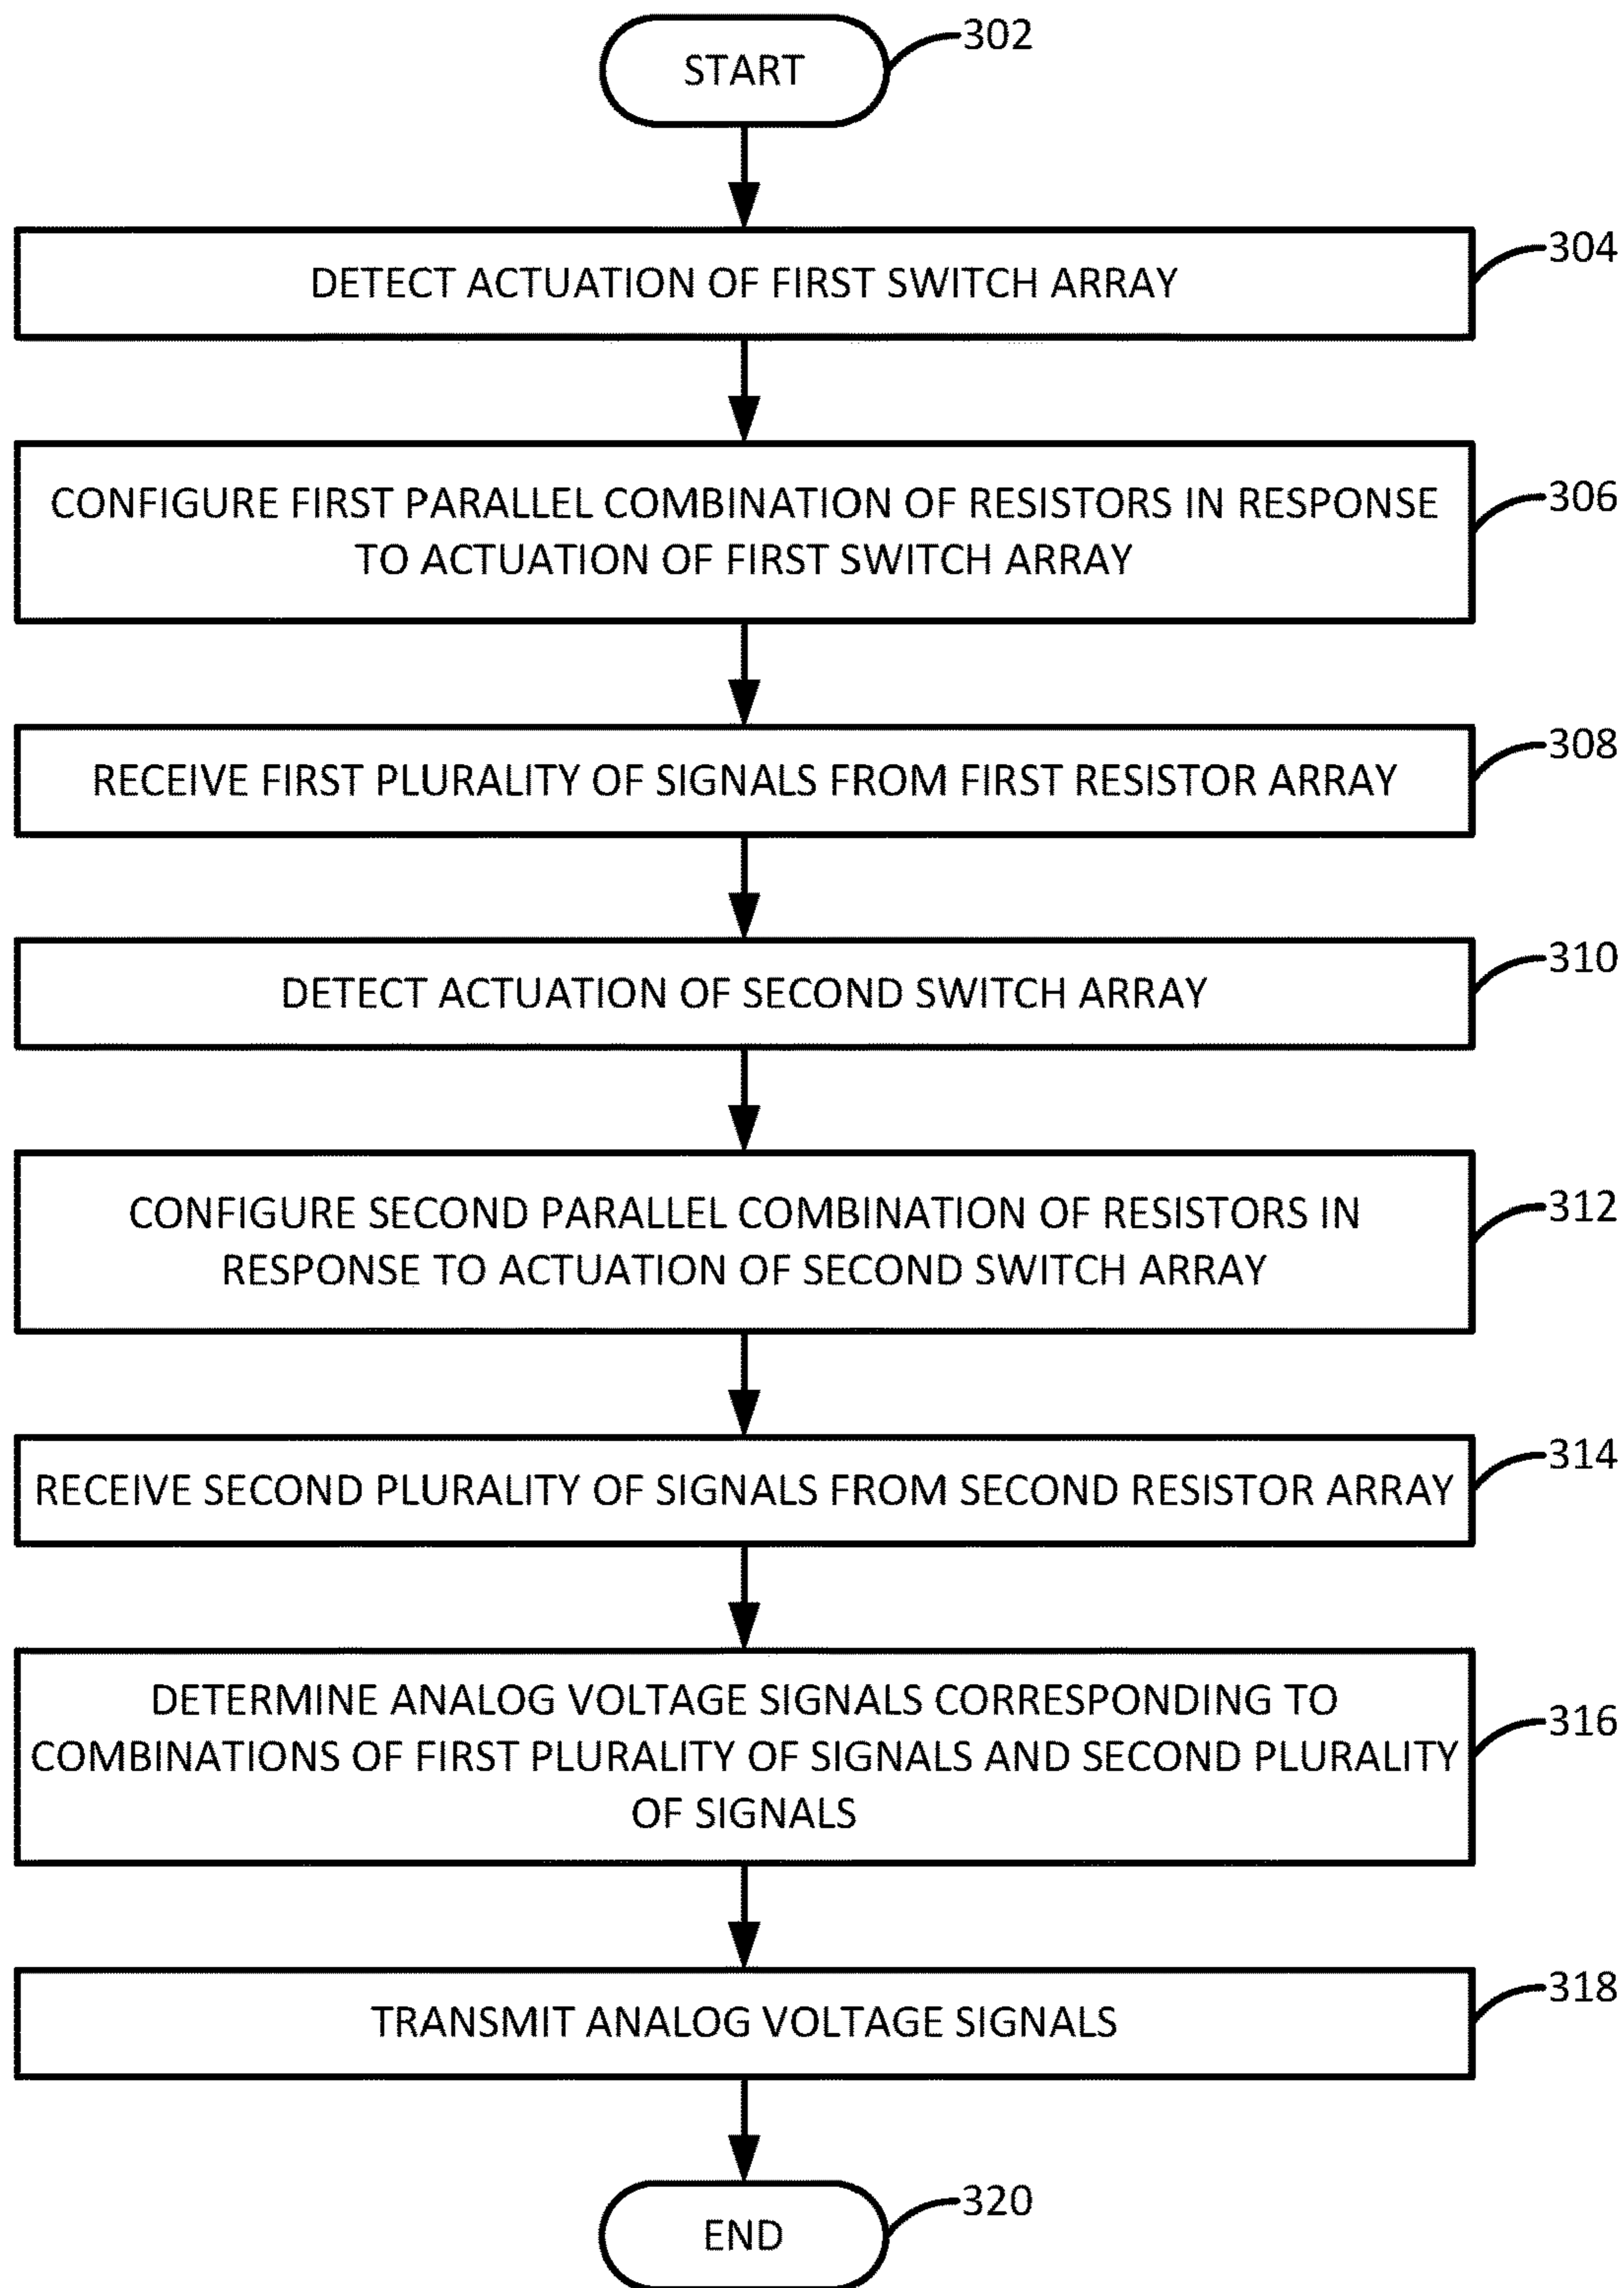 START
302
DETECT ACTUATION OF FIRST SWITCH ARRAY
304
CONFIGURE FIRST PARALLEL COMBINATION OF RESISTORS IN RESPONSE
TO ACTUATION OF FIRST SWITCH ARRAY
306
RECEIVE FIRST PLURALITY OF SIGNALS FROM FIRST RESISTOR ARRAY
308
DETECT ACTUATION OF SECOND SWITCH ARRAY
310
CONFIGURE SECOND PARALLEL COMBINATION OF RESISTORS IN
RESPONSE TO ACTUATION OF SECOND SWITCH ARRAY
312
RECEIVE SECOND PLURALITY OF SIGNALS FROM SECOND RESISTOR ARRAY
314
DETERMINE ANALOG VOLTAGE SIGNALS CORRESPONDING TO
COMBINATIONS OF FIRST PLURALITY OF SIGNALS AND SECOND PLURALITY
OF SIGNALS
316
TRANSMIT ANALOG VOLTAGE SIGNALS
318
END
320